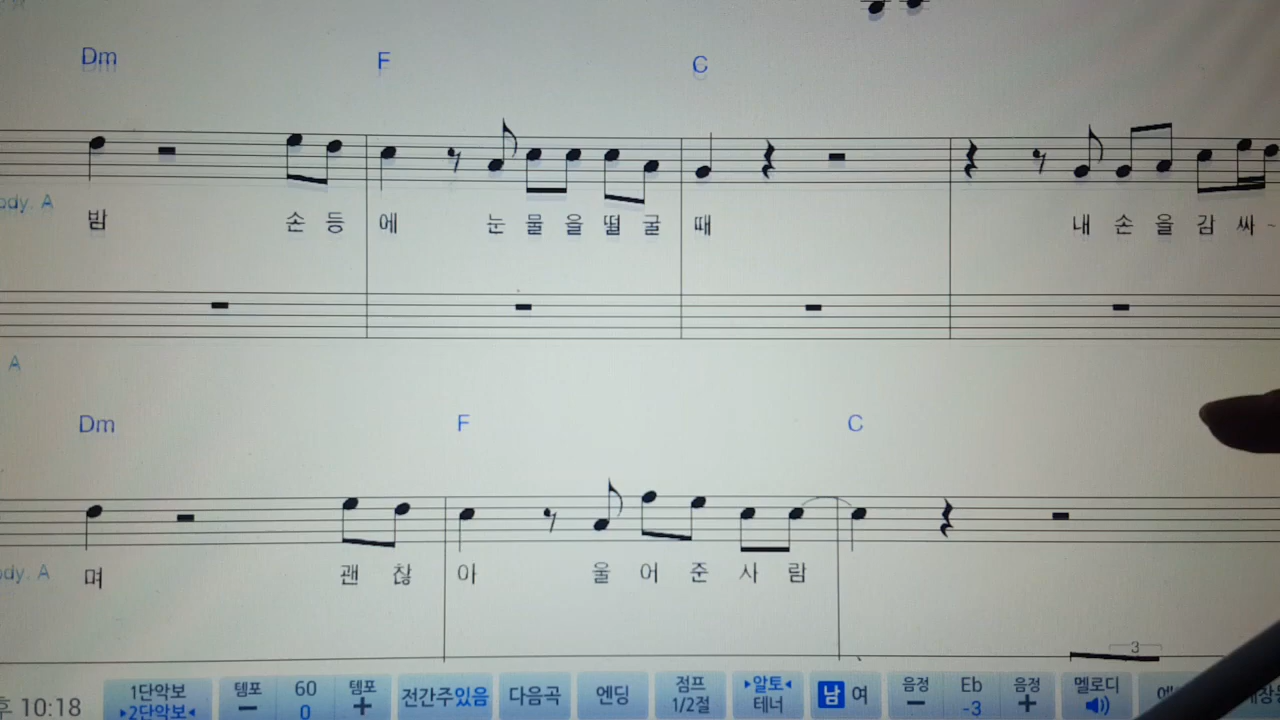 Dm F C
ody. A
밤 손 등 에 눈 물 을 떨 굴 때 내 손 을 감 싸 ~
A
Dm F C
ody. A
며 괜 찮 아 울 어 준 사 람
3
10:18 1단악보 ▸2단악보◂ 템포 − 60 0 템포 + 전간주있음 다음곡 엔딩 점프 1/2절 ▸알토◂ 테너 남 여 음정 − Eb -3 음정 + 멜로디